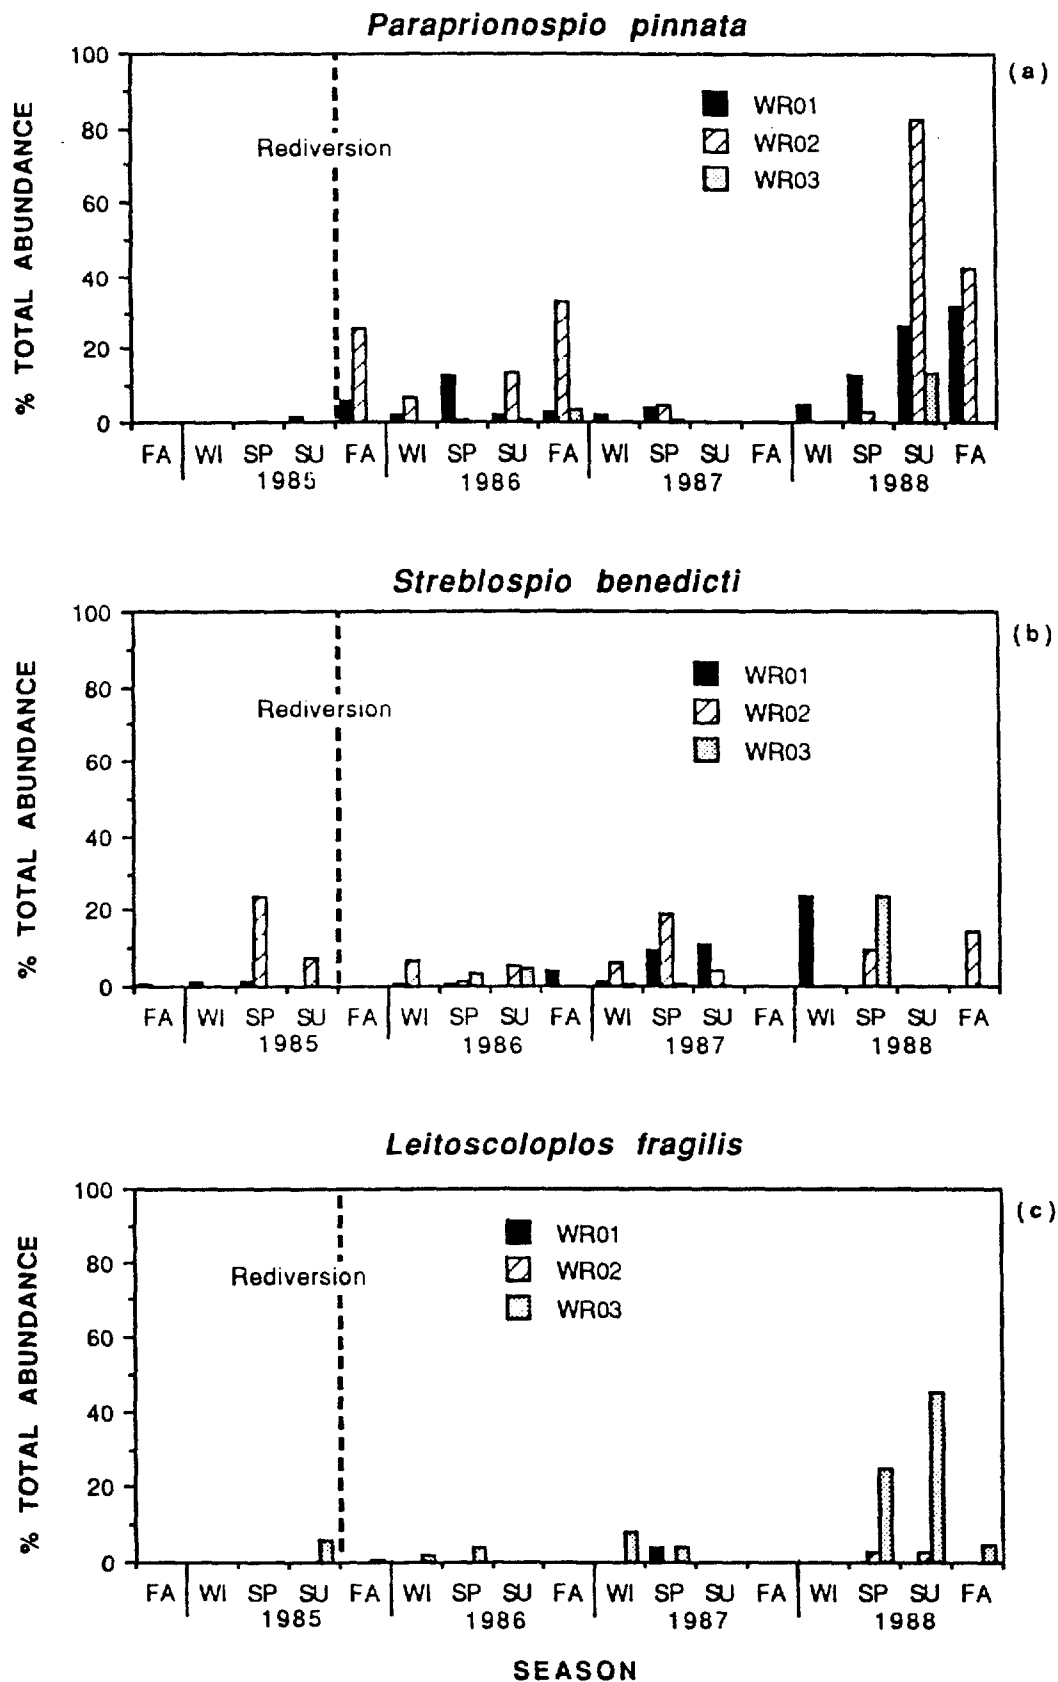 Paraprionospio pinnata
(a)
% TOTAL ABUNDANCE
100
80
60
40
20
0
Rediversion
WR01
WR02
WR03
FA WI SP SU FA WI SP SU FA WI SP SU FA WI SP SU FA
1985 1986 1987 1988
Streblospio benedicti
(b)
% TOTAL ABUNDANCE
100
80
60
40
20
0
Rediversion
WR01
WR02
WR03
FA WI SP SU FA WI SP SU FA WI SP SU FA WI SP SU FA
1985 1986 1987 1988
Leitoscoloplos fragilis
(c)
% TOTAL ABUNDANCE
100
80
60
40
20
0
Rediversion
WR01
WR02
WR03
FA WI SP SU FA WI SP SU FA WI SP SU FA WI SP SU FA
1985 1986 1987 1988
SEASON